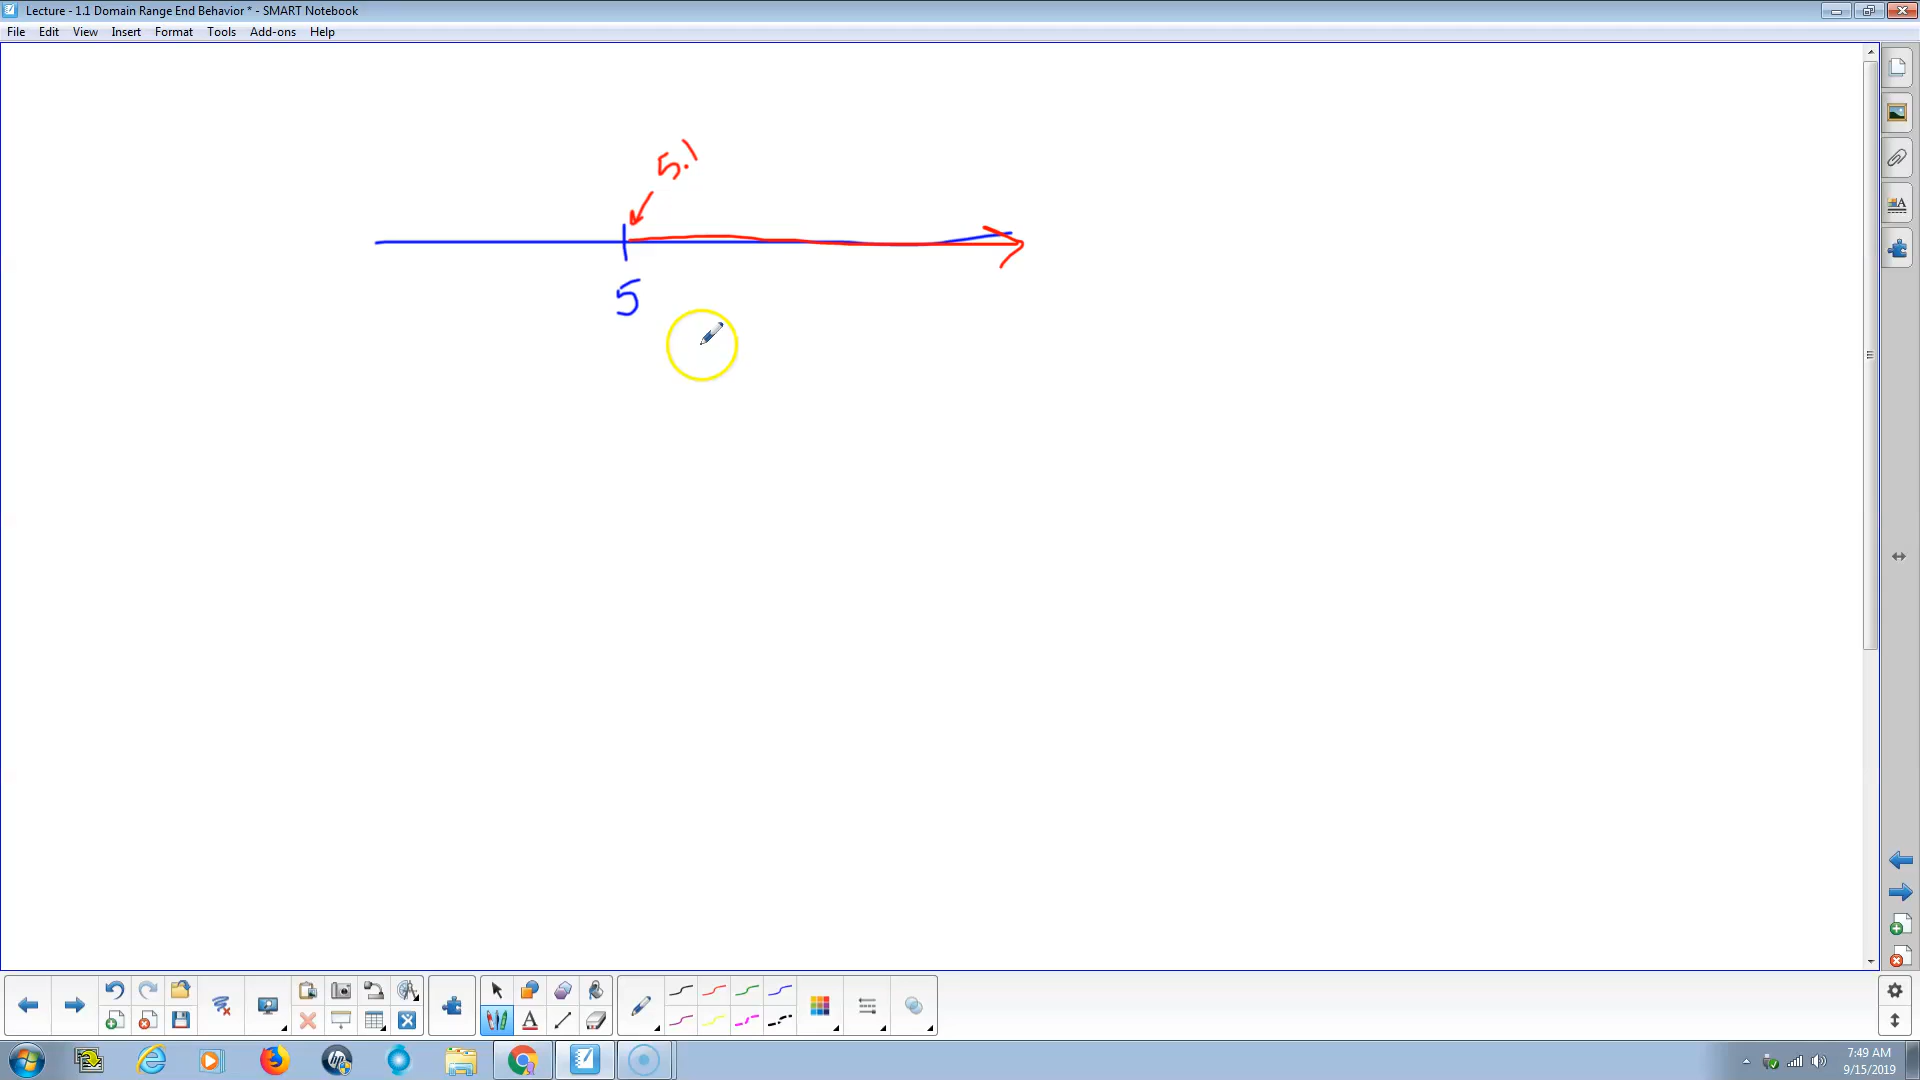 Lecture - 1.1 Domain Range End Behavior * - SMART Notebook
File Edit View Insert Format Tools Add-ons Help
5.1
5
7:49 AM
9/15/2019